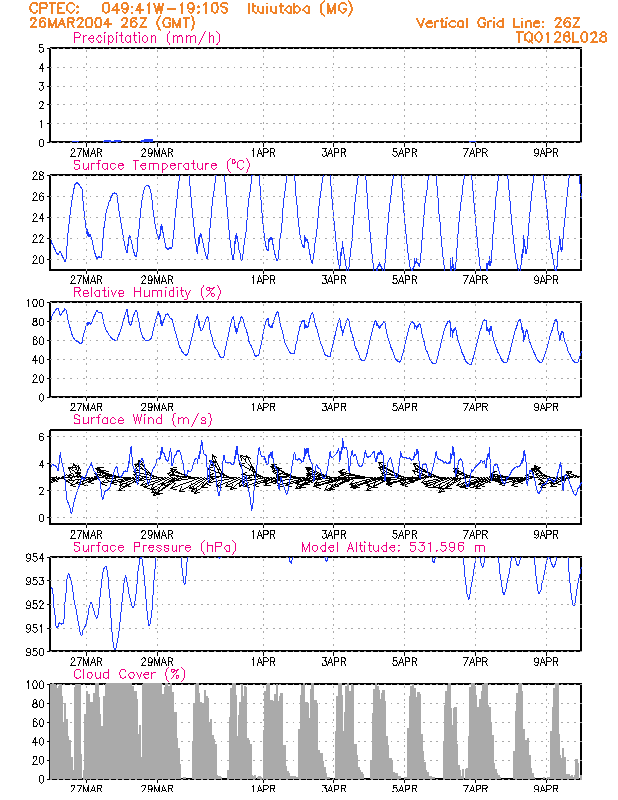 CPTEC: 049:41W-19:10S Ituiutaba (MG)
26MAR2004 26Z (GMT) Vertical Grid Line: 26Z
Precipitation (mm/h) TQ0126L028
5
4
3
2
1
0
27MAR 29MAR 1APR 3APR 5APR 7APR 9APR
Surface Temperature (ºC)
28
26
24
22
20
27MAR 29MAR 1APR 3APR 5APR 7APR 9APR
Relative Humidity (%)
100
80
60
40
20
0
27MAR 29MAR 1APR 3APR 5APR 7APR 9APR
Surface Wind (m/s)
6
4
2
0
27MAR 29MAR 1APR 3APR 5APR 7APR 9APR
Surface Pressure (hPa) Model Altitude: 531.596 m
954
953
952
951
950
27MAR 29MAR 1APR 3APR 5APR 7APR 9APR
Cloud Cover (%)
100
80
60
40
20
0
27MAR 29MAR 1APR 3APR 5APR 7APR 9APR